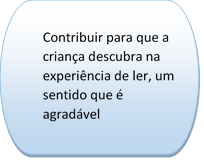 Contribuir para que a
criança descubra na
experiência de ler, um
sentido que é
agradável